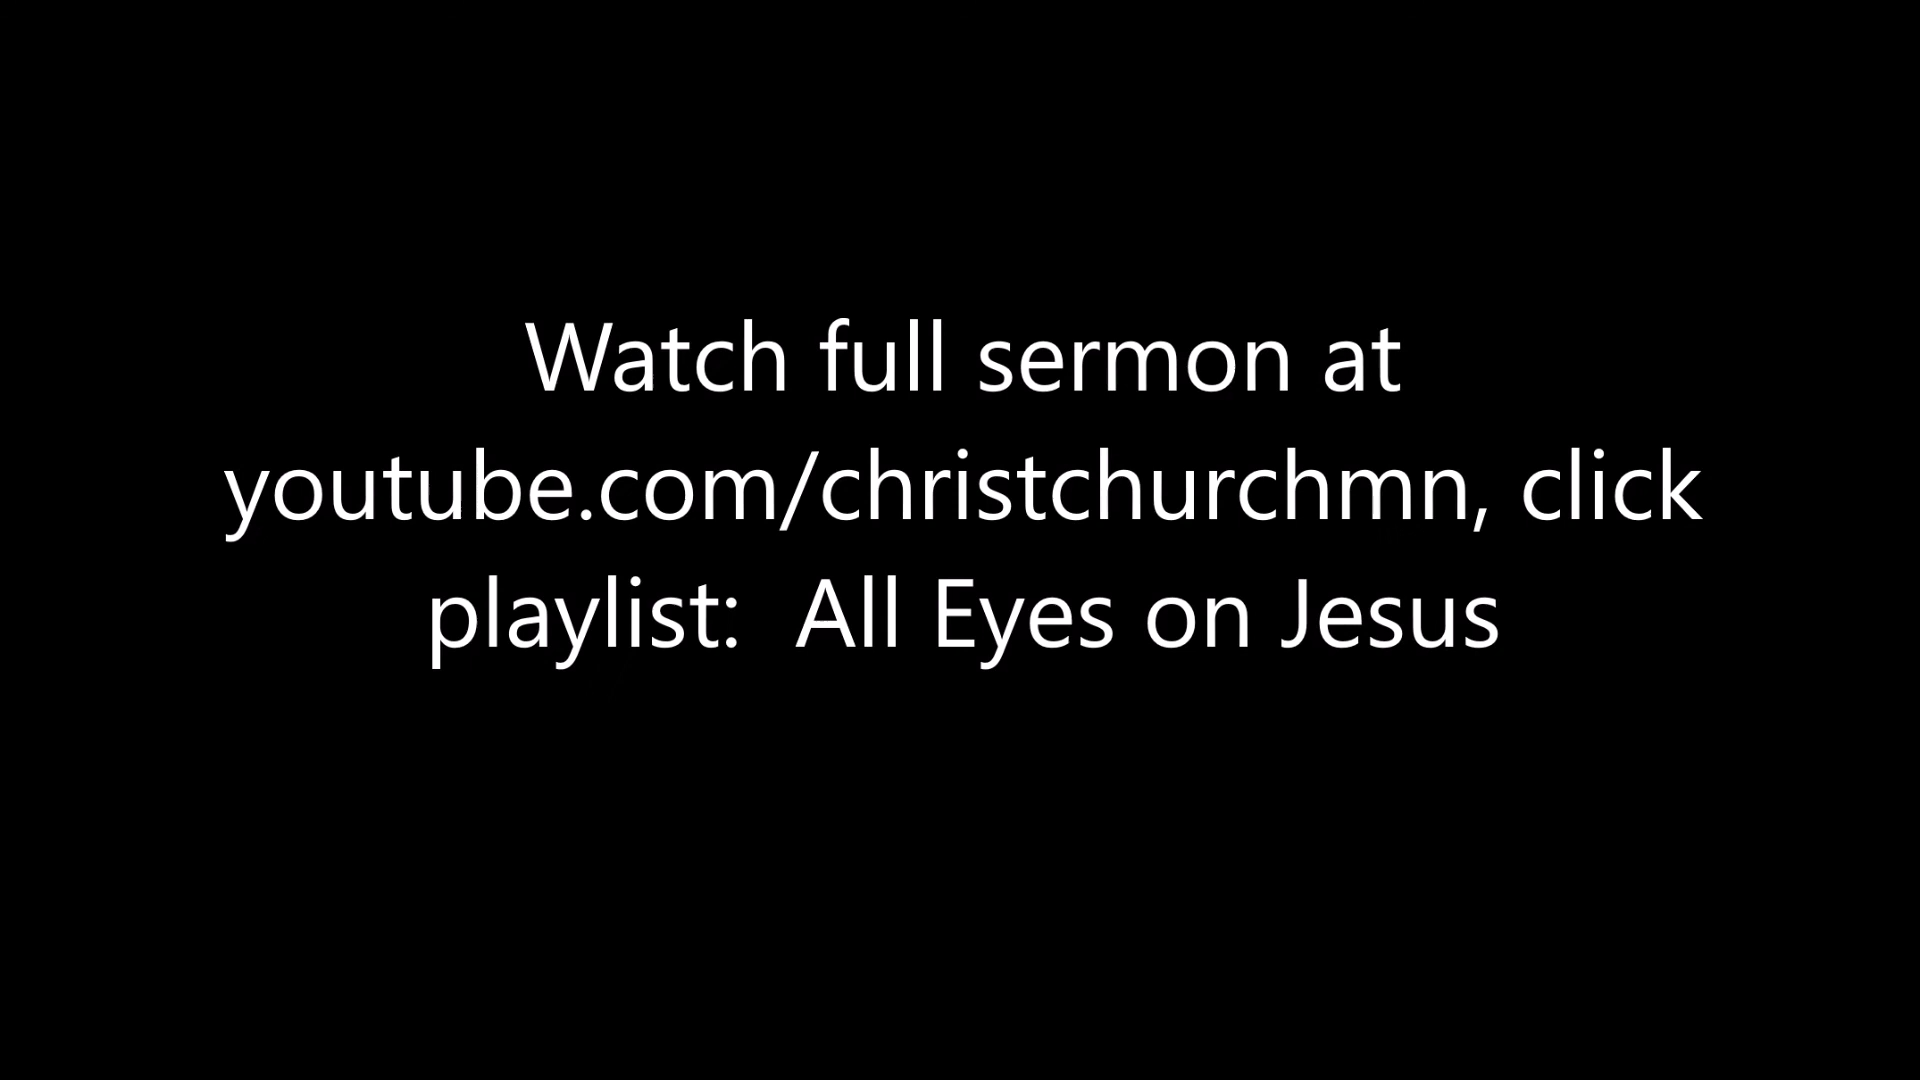 Watch full sermon at
youtube.com/christchurchmn, click
playlist:  All Eyes on Jesus